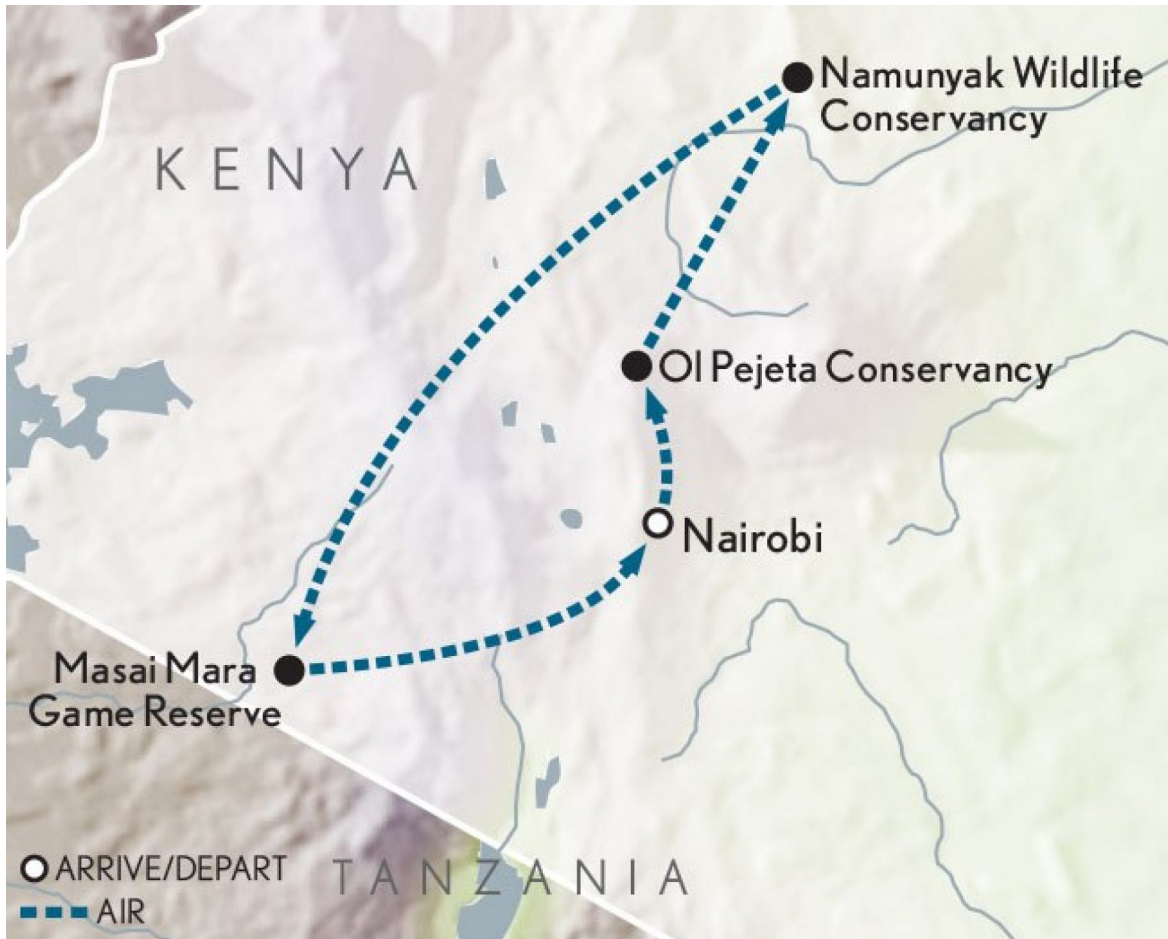 Namunyak Wildlife
Conservancy
KENYA
Ol Pejeta Conservancy
Nairobi
Masai Mara
Game Reserve
ARRIVE/DEPART
TANZANIA
AIR